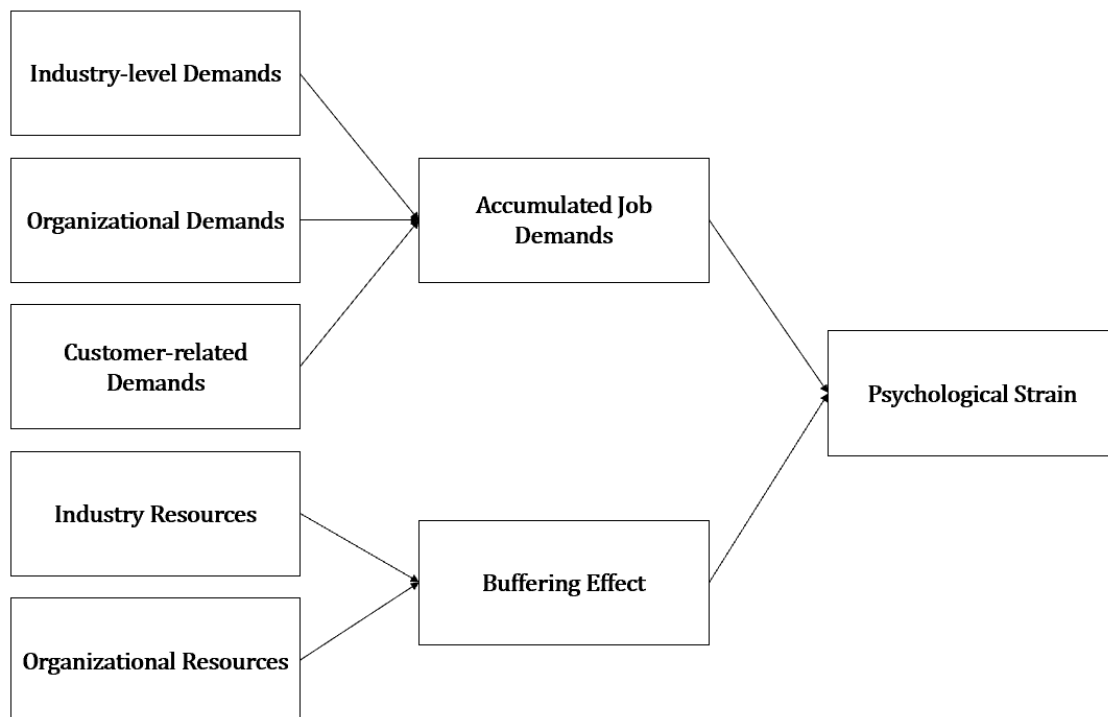 Industry-level Demands
Organizational Demands
Accumulated Job
Demands
Customer-related
Demands
Psychological Strain
Industry Resources
Buffering Effect
Organizational Resources